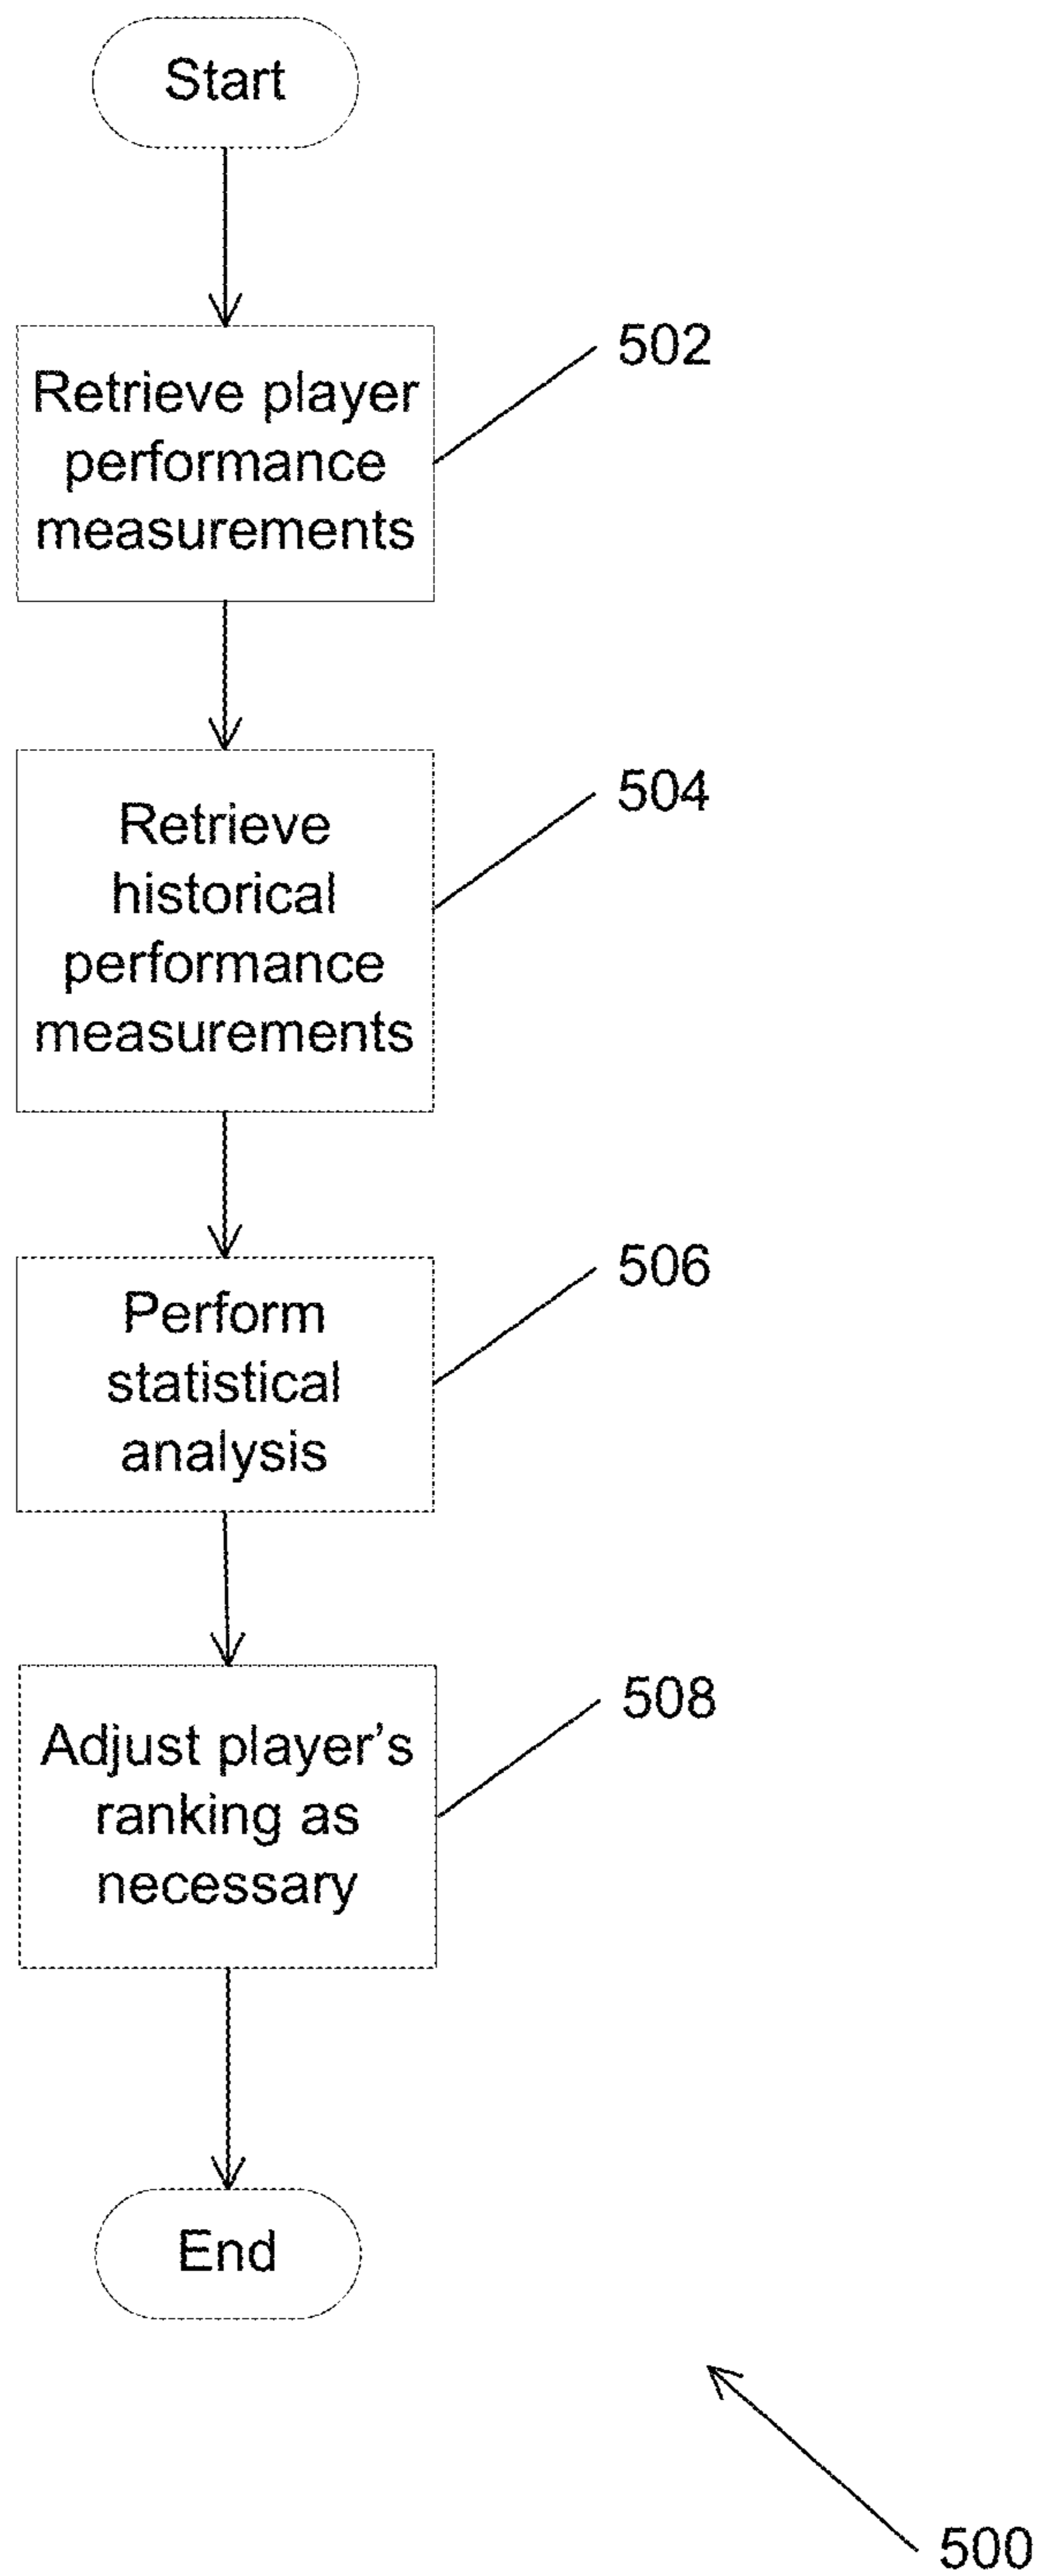 Start
502
Retrieve player
performance
measurements
504
Retrieve
historical
performance
measurements
506
Perform
statistical
analysis
508
Adjust player’s
ranking as
necessary
End
500